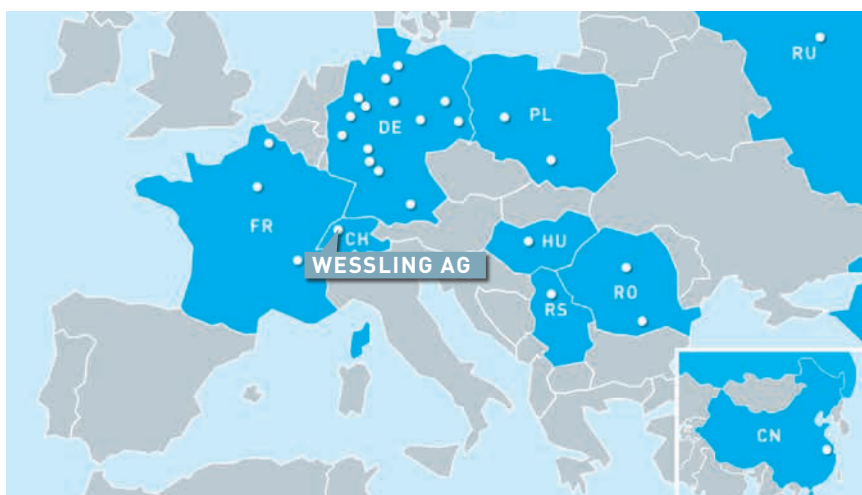 RU
PL
DE
FR
CH
HU
WESSLING AG
RO
RS
CN